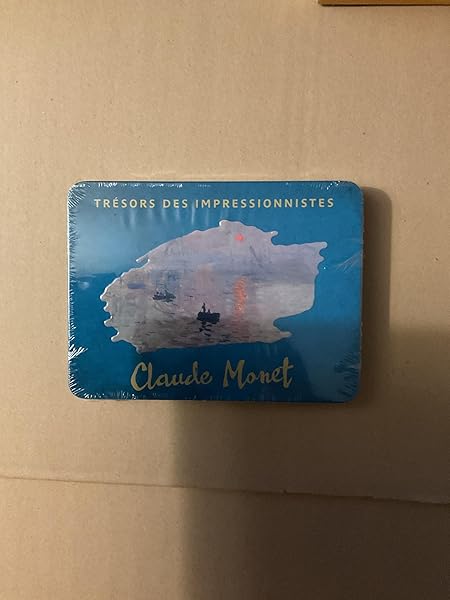 TRÉSORS DES IMPRESSIONNISTES
Claude Monet